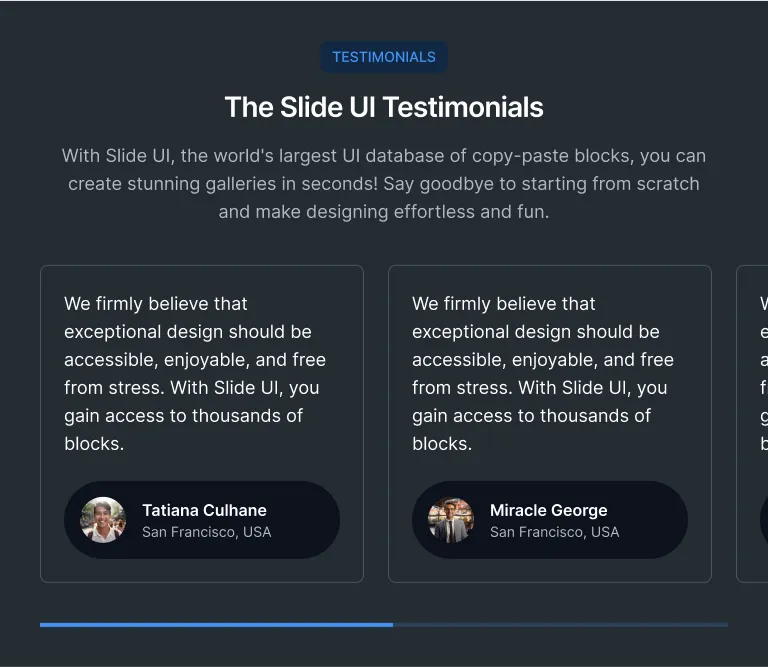 TESTIMONIALS
The Slide UI Testimonials
With Slide UI, the world's largest UI database of copy-paste blocks, you can
create stunning galleries in seconds! Say goodbye to starting from scratch
and make designing effortless and fun.
We firmly believe that
exceptional design should be
accessible, enjoyable, and free
from stress. With Slide UI, you
gain access to thousands of
blocks.
Tatiana Culhane
San Francisco, USA
We firmly believe that
exceptional design should be
accessible, enjoyable, and free
from stress. With Slide UI, you
gain access to thousands of
blocks.
Miracle George
San Francisco, USA